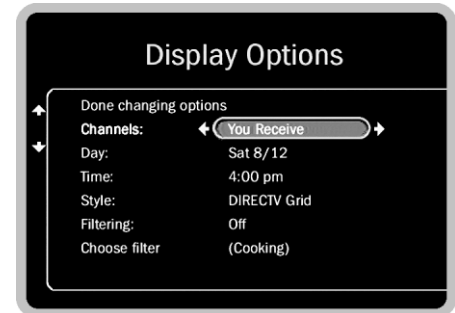 Display Options
Done changing options
Channels: You Receive
Day: Sat 8/12
Time: 4:00 pm
Style: DIRECTV Grid
Filtering: Off
Choose filter (Cooking)